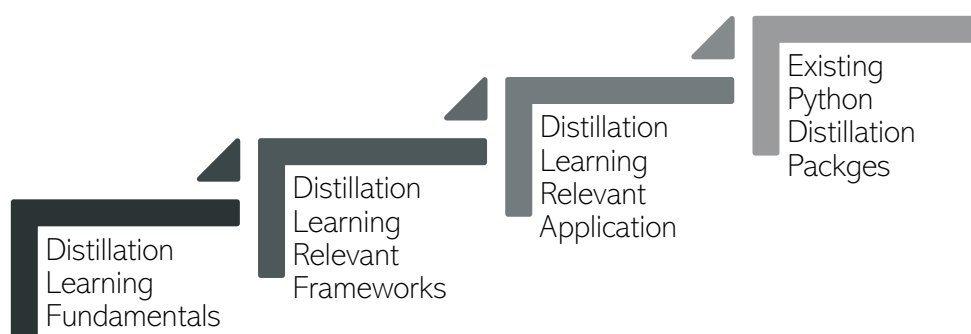 Distillation
Learning
Fundamentals
Distillation
Learning
Relevant
Frameworks
Distillation
Learning
Relevant
Application
Existing
Python
Distillation
Packges